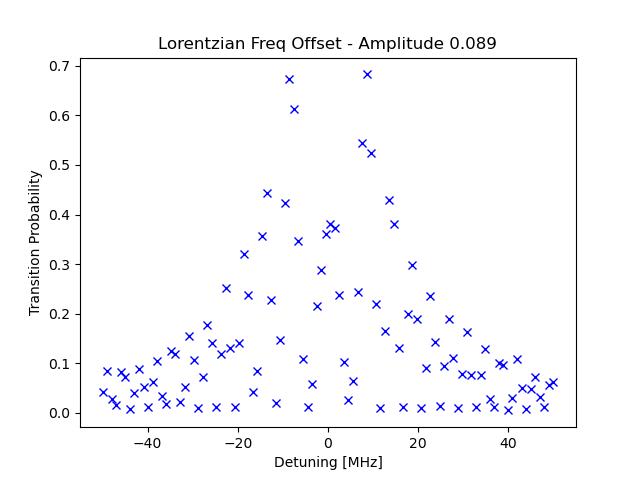 Lorentzian Freq Offset - Amplitude 0.089
Transition Probability
0.7
0.6
0.5
0.4
0.3
0.2
0.1
0.0
−40 −20 0 20 40
Detuning [MHz]